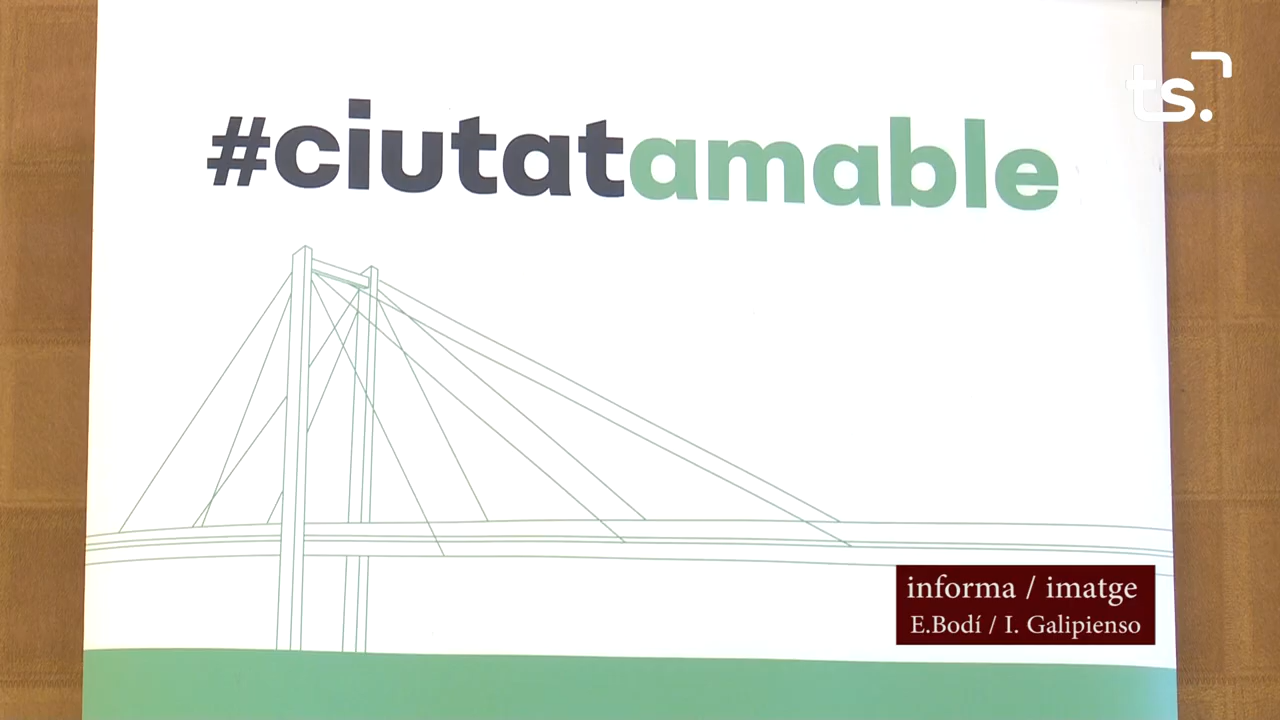 #ciutatamable
ts.
informa / imatge
E.Bodí / I. Galipienso